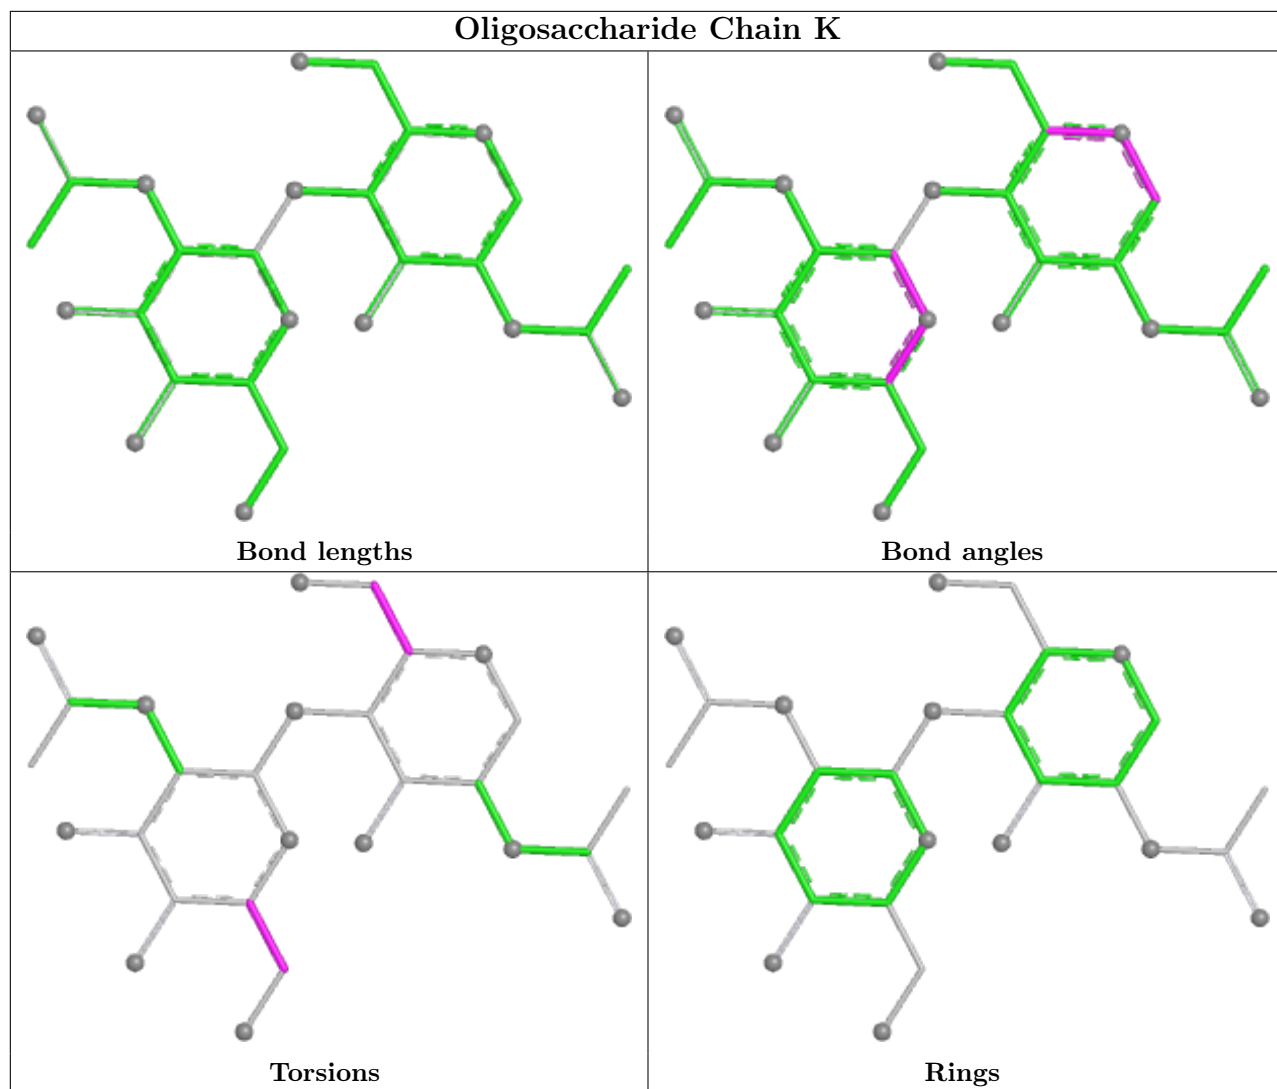 Oligosaccharide Chain K
Bond lengths
Bond angles
Torsions
Rings